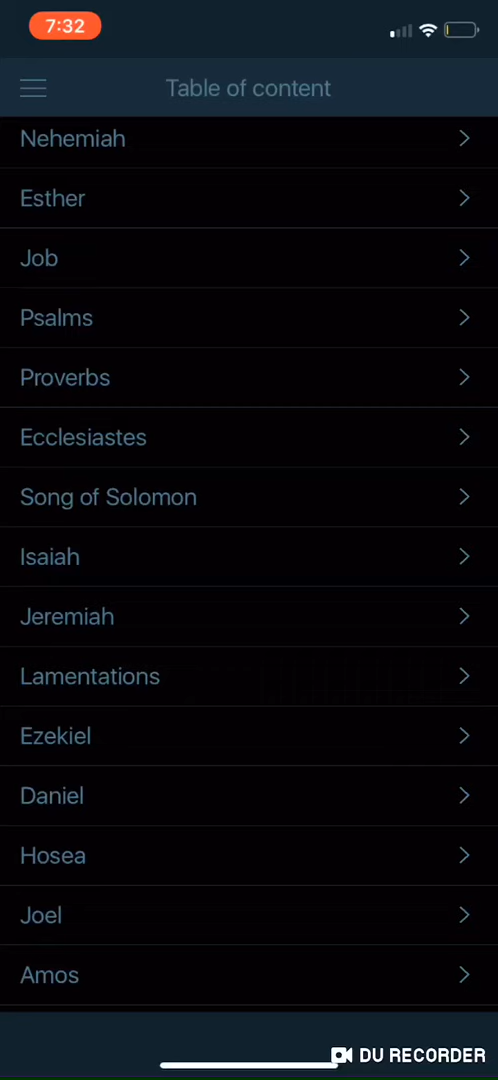 7:32
Table of content
Nehemiah
Esther
Job
Psalms
Proverbs
Ecclesiastes
Song of Solomon
Isaiah
Jeremiah
Lamentations
Ezekiel
Daniel
Hosea
Joel
Amos
DU RECORDER